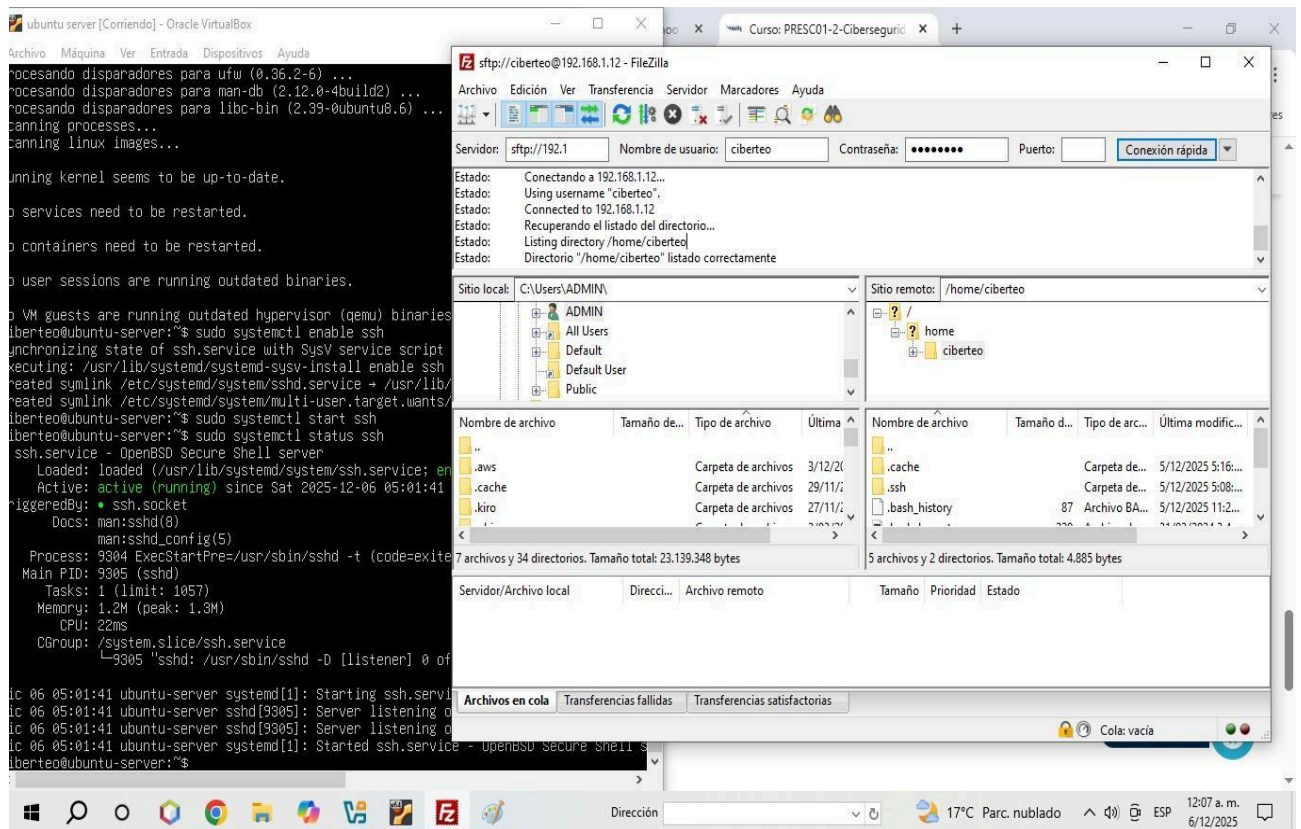 ubuntu server [Corriendo] - Oracle VirtualBox
Archivo Máquina Ver Entrada Dispositivos Ayuda
rocesando disparadores para ufw (0.36.2-6) ...
rocesando disparadores para man-db (2.12.0-4build2) ...
rocesando disparadores para libc-bin (2.39-0ubuntu8.6) ...
canning processes...
canning linux images...
unning kernel seems to be up-to-date.
o services need to be restarted.
o containers need to be restarted.
o user sessions are running outdated binaries.
o VM guests are running outdated hypervisor (qemu) binaries
iberteo@ubuntu-server:~$ sudo systemctl enable ssh
ynchronizing state of ssh.service with SysV service script
xecuting: /usr/lib/systemd/systemd-sysv-install enable ssh
reated symlink /etc/systemd/system/sshd.service → /usr/lib/
reated symlink /etc/systemd/system/multi-user.target.wants/
iberteo@ubuntu-server:~$ sudo systemctl start ssh
iberteo@ubuntu-server:~$ sudo systemctl status ssh
ssh.service - OpenBSD Secure Shell server
Loaded: loaded (/usr/lib/systemd/system/ssh.service; en
Active: active (running) since Sat 2025-12-06 05:01:41
riggeredBy: ● ssh.socket
Docs: man:sshd(8)
man:sshd_config(5)
Process: 9304 ExecStartPre=/usr/sbin/sshd -t (code=exite
Main PID: 9305 (sshd)
Tasks: 1 (limit: 1057)
Memory: 1.2M (peak: 1.3M)
CPU: 22ms
CGroup: /system.slice/ssh.service
└─9305 "sshd: /usr/sbin/sshd -D [listener] 0 of
ic 06 05:01:41 ubuntu-server systemd[1]: Starting ssh.servi
ic 06 05:01:41 ubuntu-server sshd[9305]: Server listening o
ic 06 05:01:41 ubuntu-server sshd[9305]: Server listening o
ic 06 05:01:41 ubuntu-server systemd[1]: Started ssh.service - OpenBSD Secure Shell s
iberteo@ubuntu-server:~$
Curso: PRESC01-2-Cibersegurid
sftp://ciberteo@192.168.1.12 - FileZilla
Archivo Edición Ver Transferencia Servidor Marcadores Ayuda
Servidor: sftp://192.1 Nombre de usuario: ciberteo Contraseña: ●●●●●●●● Puerto: Conexión rápida
Estado: Conectando a 192.168.1.12...
Estado: Using username "ciberteo".
Estado: Connected to 192.168.1.12
Estado: Recuperando el listado del directorio...
Estado: Listing directory /home/ciberteo
Estado: Directorio "/home/ciberteo" listado correctamente
Sitio local: C:\Users\ADMIN\
ADMIN
All Users
Default
Default User
Public
Sitio remoto: /home/ciberteo
/
home
ciberteo
Nombre de archivo Tamaño de... Tipo de archivo Última
..
.aws Carpeta de archivos 3/12/20
.cache Carpeta de archivos 29/11/2
.kiro Carpeta de archivos 27/11/2
7 archivos y 34 directorios. Tamaño total: 23.139.348 bytes
Nombre de archivo Tamaño d... Tipo de arc... Última modific...
..
.cache Carpeta de... 5/12/2025 5:16:...
.ssh Carpeta de... 5/12/2025 5:08:...
.bash_history 87 Archivo BA... 5/12/2025 11:2...
5 archivos y 2 directorios. Tamaño total: 4.885 bytes
Servidor/Archivo local Direcci... Archivo remoto Tamaño Prioridad Estado
Archivos en cola Transferencias fallidas Transferencias satisfactorias
Cola: vacía
Dirección
17°C Parc. nublado
ESP
12:07 a. m.
6/12/2025